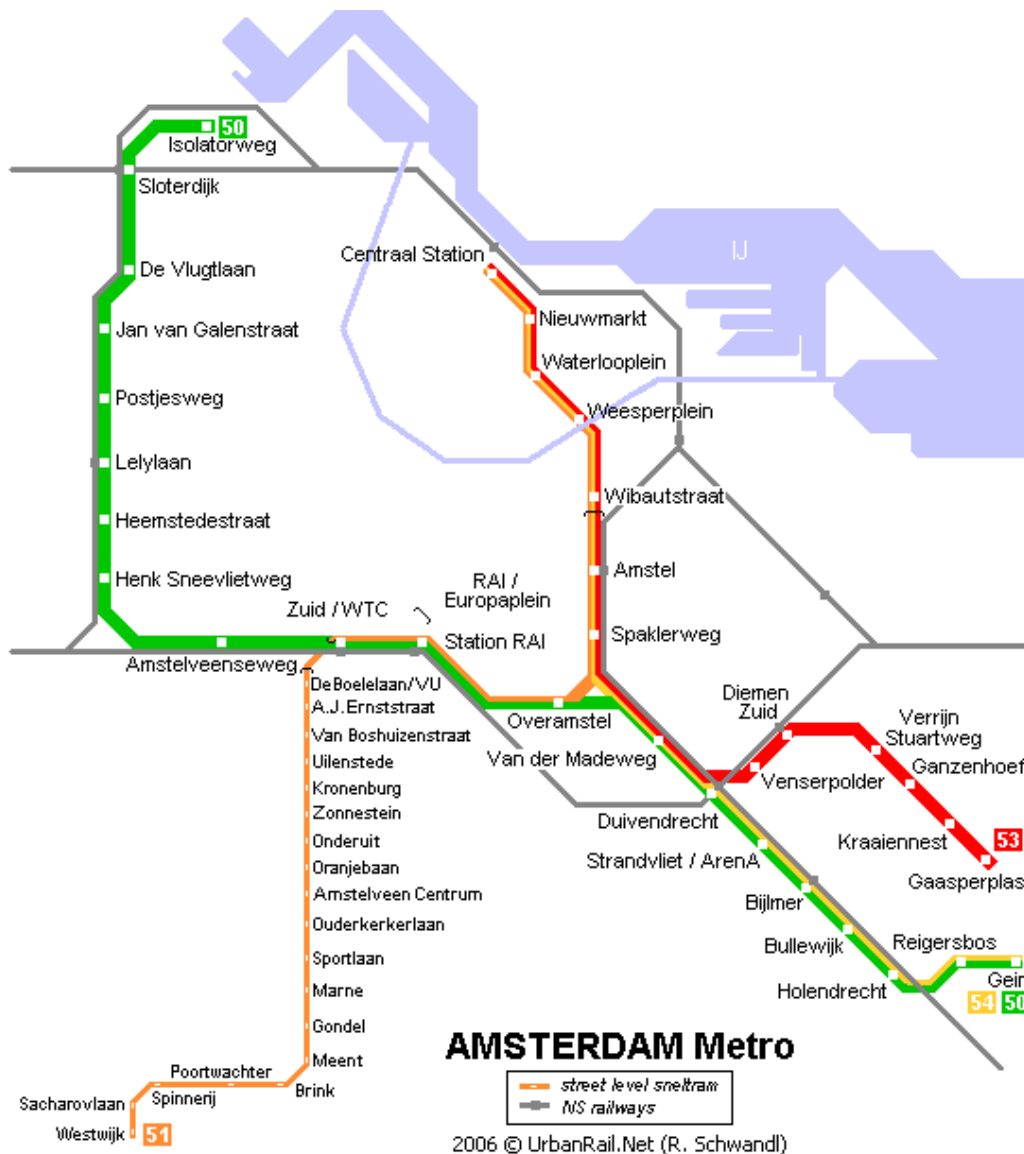 50
Isolatorweg
Sloterdijk
Centraal Station
IJ
De Vlugtlaan
Nieuwmarkt
Jan van Galenstraat
Waterlooplein
Postjesweg
Weesperplein
Lelylaan
Wibautstraat
Heemstedestraat
Henk Sneevlietweg
RAI /
Europaplein
Amstel
Zuid / WTC
Station RAI
Spaklerweg
Amstelveenseweg
De Boelelaan/VU
A.J. Ernststraat
Van Boshuizenstraat
Uilenstede
Kronenburg
Zonnestein
Onderuit
Oranjebaan
Amstelveen Centrum
Ouderkerkerlaan
Sportlaan
Marne
Gondel
Meent
Brink
Poortwachter
Spinnerij
Sacharovlaan
Westwijk
51
Overamstel
Van der Madeweg
Diemen
Zuid
Venserpolder
Verrijn
Stuartweg
Ganzenhoef
Kraaiennest
53
Gaasperplas
Duivendrecht
Strandvliet / ArenA
Bijlmer
Bullewijk
Holendrecht
Reigersbos
Gein
54 50
AMSTERDAM Metro
street level sneltram
NS railways
2006 © UrbanRail.Net (R. Schwandl)